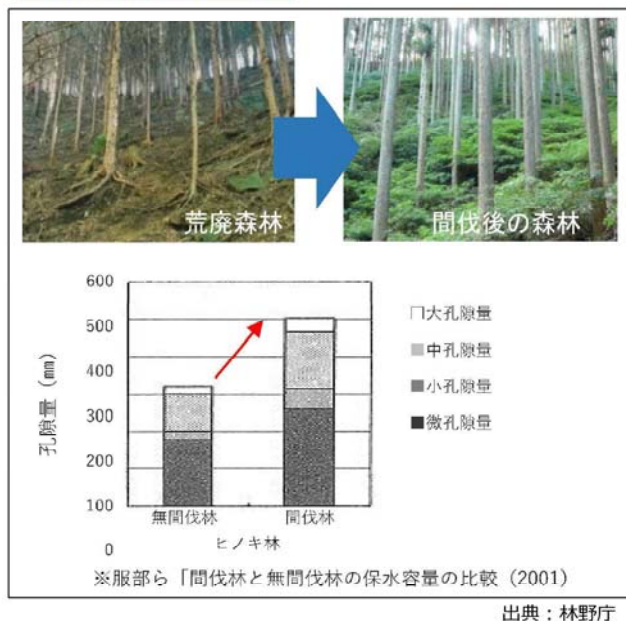 荒廃森林
間伐後の森林
600
500
400
300
200
100
0
孔隙量（㎜）
無間伐林
間伐林
ヒノキ林
□大孔隙量
■中孔隙量
■小孔隙量
■微孔隙量
※服部ら「間伐林と無間伐林の保水容量の比較（2001）
出典：林野庁